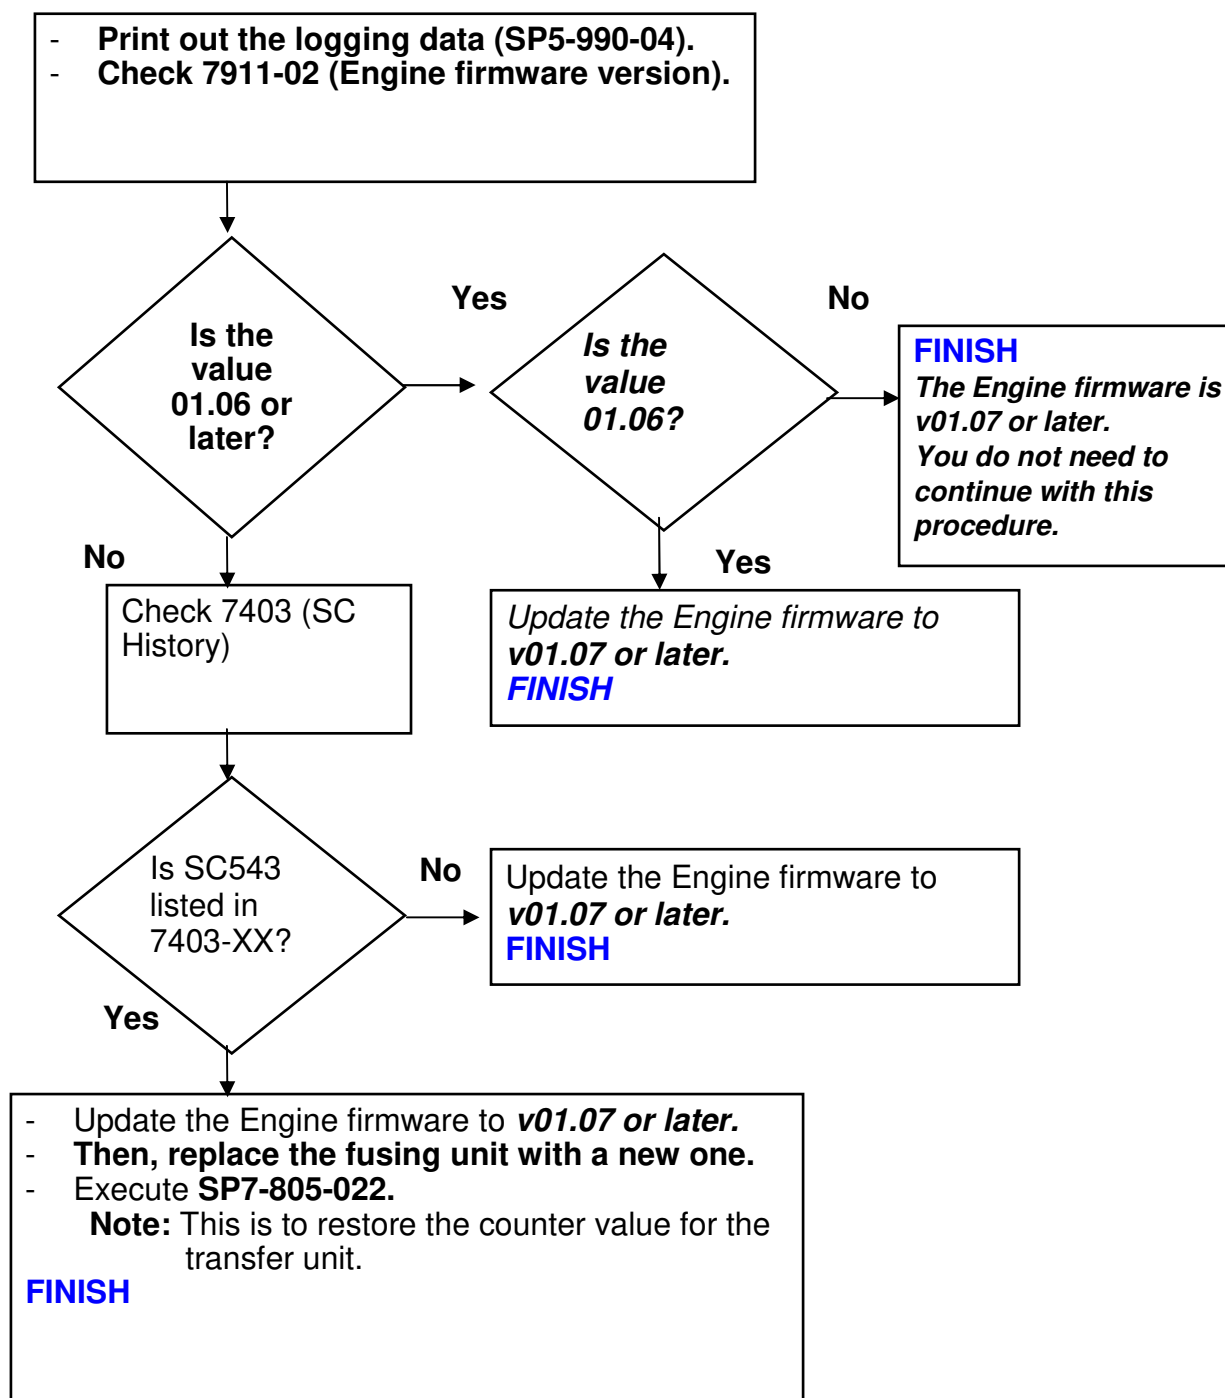 - Print out the logging data (SP5-990-04).
- Check 7911-02 (Engine firmware version).
Is the
value
01.06 or
later?
Yes
Is the
value
01.06?
No
FINISH
The Engine firmware is
v01.07 or later.
You do not need to
continue with this
procedure.
No
Yes
Check 7403 (SC
History)
Update the Engine firmware to
v01.07 or later.
FINISH
Is SC543
listed in
7403-XX?
No
Update the Engine firmware to
v01.07 or later.
FINISH
Yes
- Update the Engine firmware to v01.07 or later.
- Then, replace the fusing unit with a new one.
- Execute SP7-805-022.
Note: This is to restore the counter value for the
transfer unit.
FINISH